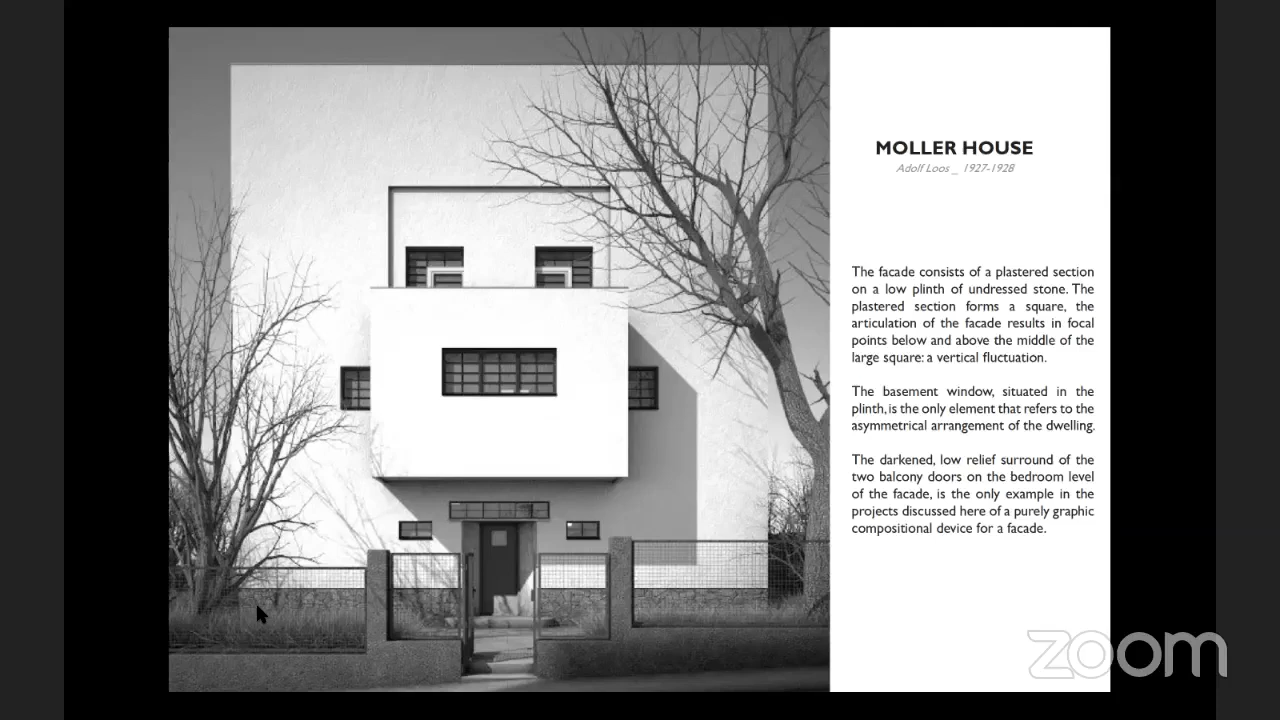 MOLLER HOUSE
Adolf Loos _ 1927-1928
The facade consists of a plastered section
on a low plinth of undressed stone. The
plastered section forms a square, the
articulation of the facade results in focal
points below and above the middle of the
large square: a vertical fluctuation.
The basement window, situated in the
plinth, is the only element that refers to the
asymmetrical arrangement of the dwelling.
The darkened, low relief surround of the
two balcony doors on the bedroom level
of the facade, is the only example in the
projects discussed here of a purely graphic
compositional device for a facade.
zoom